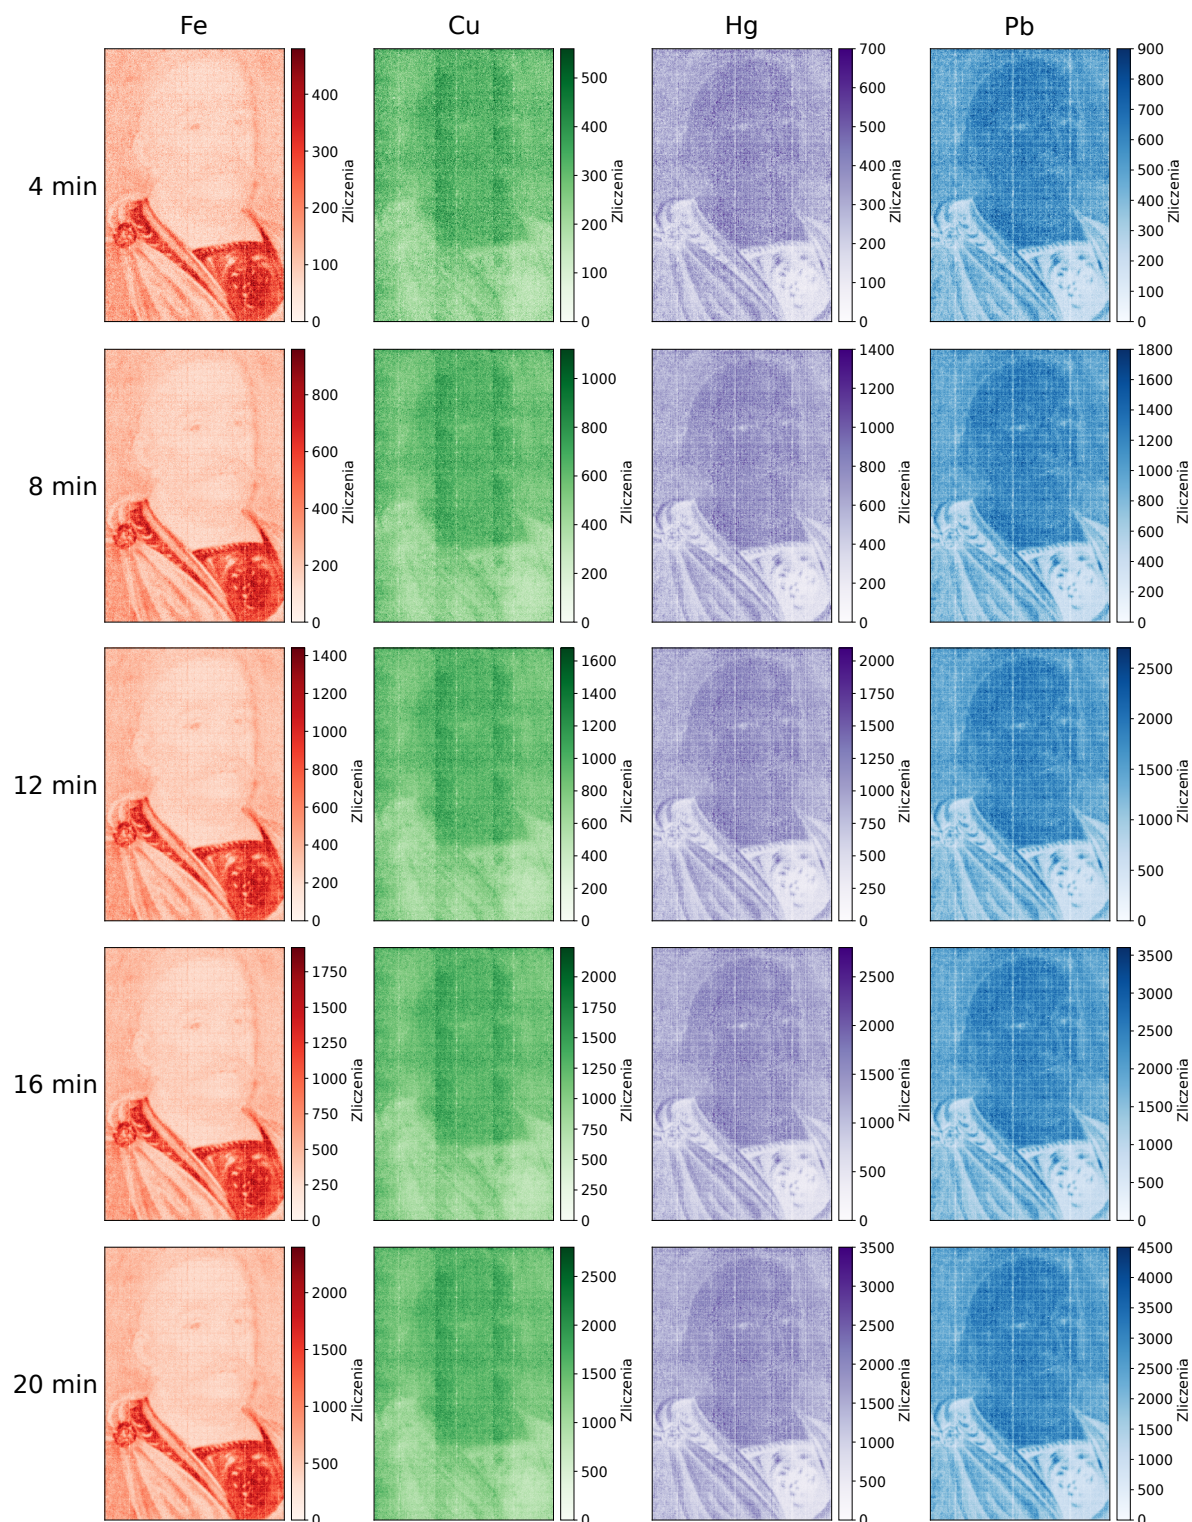 Fe Cu Hg Pb
4 min
0 100 200 300 400 Zliczenia
0 100 200 300 400 500 Zliczenia
0 100 200 300 400 500 600 700 Zliczenia
0 100 200 300 400 500 600 700 800 900 Zliczenia
8 min
0 200 400 600 800 Zliczenia
0 200 400 600 800 1000 Zliczenia
0 200 400 600 800 1000 1200 1400 Zliczenia
0 200 400 600 800 1000 1200 1400 1600 1800 Zliczenia
12 min
0 200 400 600 800 1000 1200 1400 Zliczenia
0 200 400 600 800 1000 1200 1400 1600 Zliczenia
0 250 500 750 1000 1250 1500 1750 2000 Zliczenia
0 500 1000 1500 2000 2500 Zliczenia
16 min
0 250 500 750 1000 1250 1500 1750 Zliczenia
0 250 500 750 1000 1250 1500 1750 2000 Zliczenia
0 500 1000 1500 2000 2500 Zliczenia
0 500 1000 1500 2000 2500 3000 3500 Zliczenia
20 min
0 500 1000 1500 2000 Zliczenia
0 500 1000 1500 2000 2500 Zliczenia
0 500 1000 1500 2000 2500 3000 3500 Zliczenia
0 500 1000 1500 2000 2500 3000 3500 4000 4500 Zliczenia